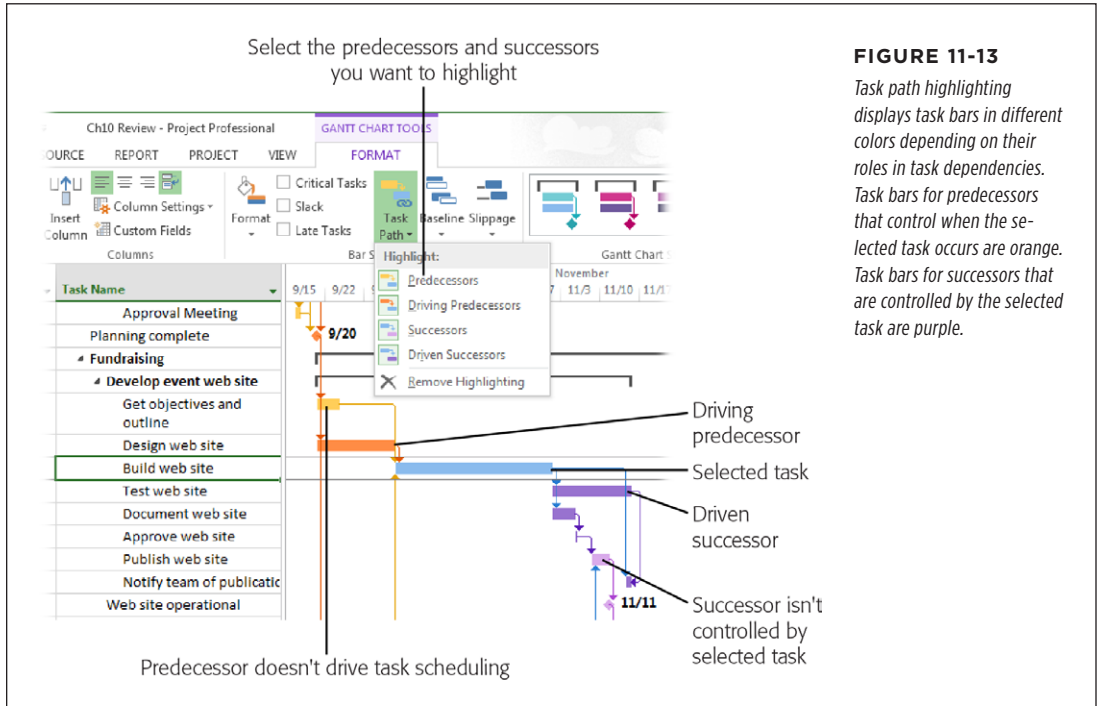 Select the predecessors and successors
you want to highlight
FIGURE 11-13
Task path highlighting
displays task bars in different
colors depending on their
roles in task dependencies.
Task bars for predecessors
that control when the se-
lected task occurs are orange.
Task bars for successors that
are controlled by the selected
task are purple.
Ch10 Review - Project Professional
GANTT CHART TOOLS
OURCE REPORT PROJECT VIEW FORMAT
Insert
Column
Column Settings
Custom Fields
Columns
Format
Critical Tasks
Slack
Late Tasks
Task
Path
Baseline
Slippage
Bar S
Gantt Chart
Highlight:
Predecessors
Driving Predecessors
Successors
Driven Successors
Remove Highlighting
Task Name
November
9/15 9/22 11/3 11/10 11/1
Approval Meeting
Planning complete 9/20
Fundraising
Develop event web site
Get objectives and
outline
Design web site
Build web site
Test web site
Document web site
Approve web site
Publish web site
Notify team of publicatic
Web site operational 11/11
Driving
predecessor
Selected task
Driven
successor
Successor isn't
controlled by
selected task
Predecessor doesn't drive task scheduling